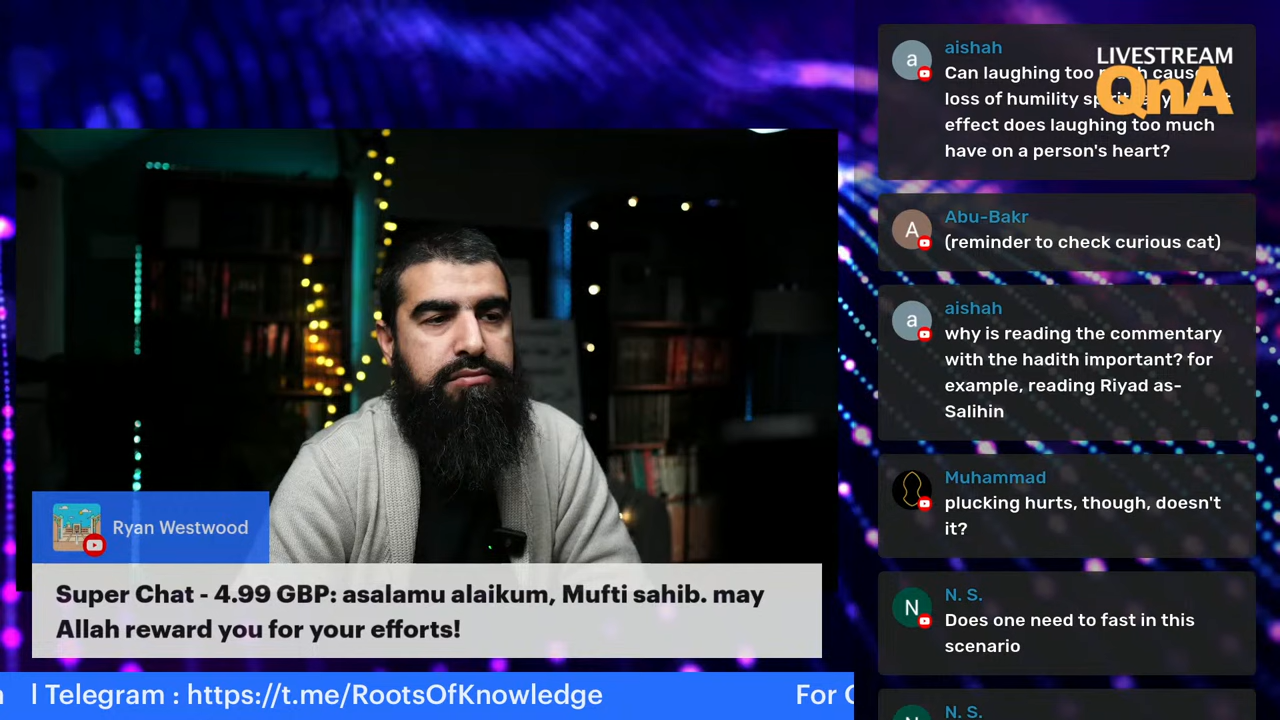 aishah
LIVESTREAM
QnA
Can laughing too much cause
loss of humility
effect does laughing too much
have on a person's heart?
A
Abu-Bakr
(reminder to check curious cat)
a
aishah
why is reading the commentary
with the hadith important? for
example, reading Riyad as-
Salihin
Muhammad
plucking hurts, though, doesn't
it?
N
N. S.
Does one need to fast in this
scenario
N. S.
a
Ryan Westwood
Super Chat - 4.99 GBP: asalamu alaikum, Mufti sahib. may
Allah reward you for your efforts!
l Telegram : https://t.me/RootsOfKnowledge
For